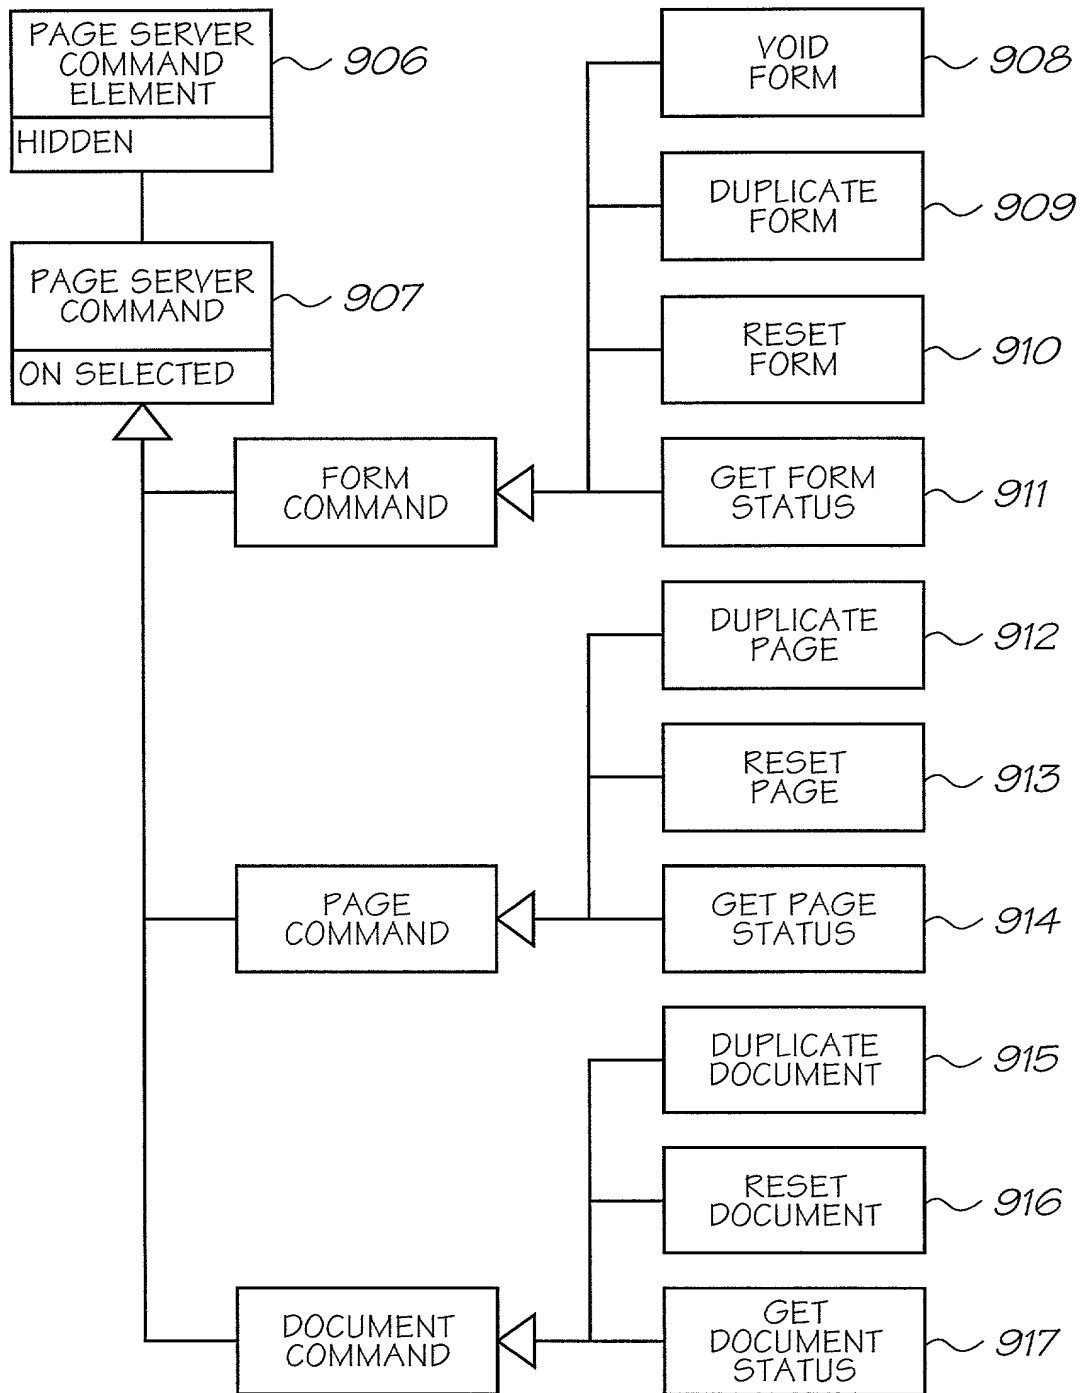 PAGE SERVER
COMMAND
ELEMENT
906
HIDDEN
PAGE SERVER
COMMAND
907
ON SELECTED
FORM
COMMAND
VOID
FORM
908
DUPLICATE
FORM
909
RESET
FORM
910
GET FORM
STATUS
911
PAGE
COMMAND
DUPLICATE
PAGE
912
RESET
PAGE
913
GET PAGE
STATUS
914
DOCUMENT
COMMAND
DUPLICATE
DOCUMENT
915
RESET
DOCUMENT
916
GET
DOCUMENT
STATUS
917